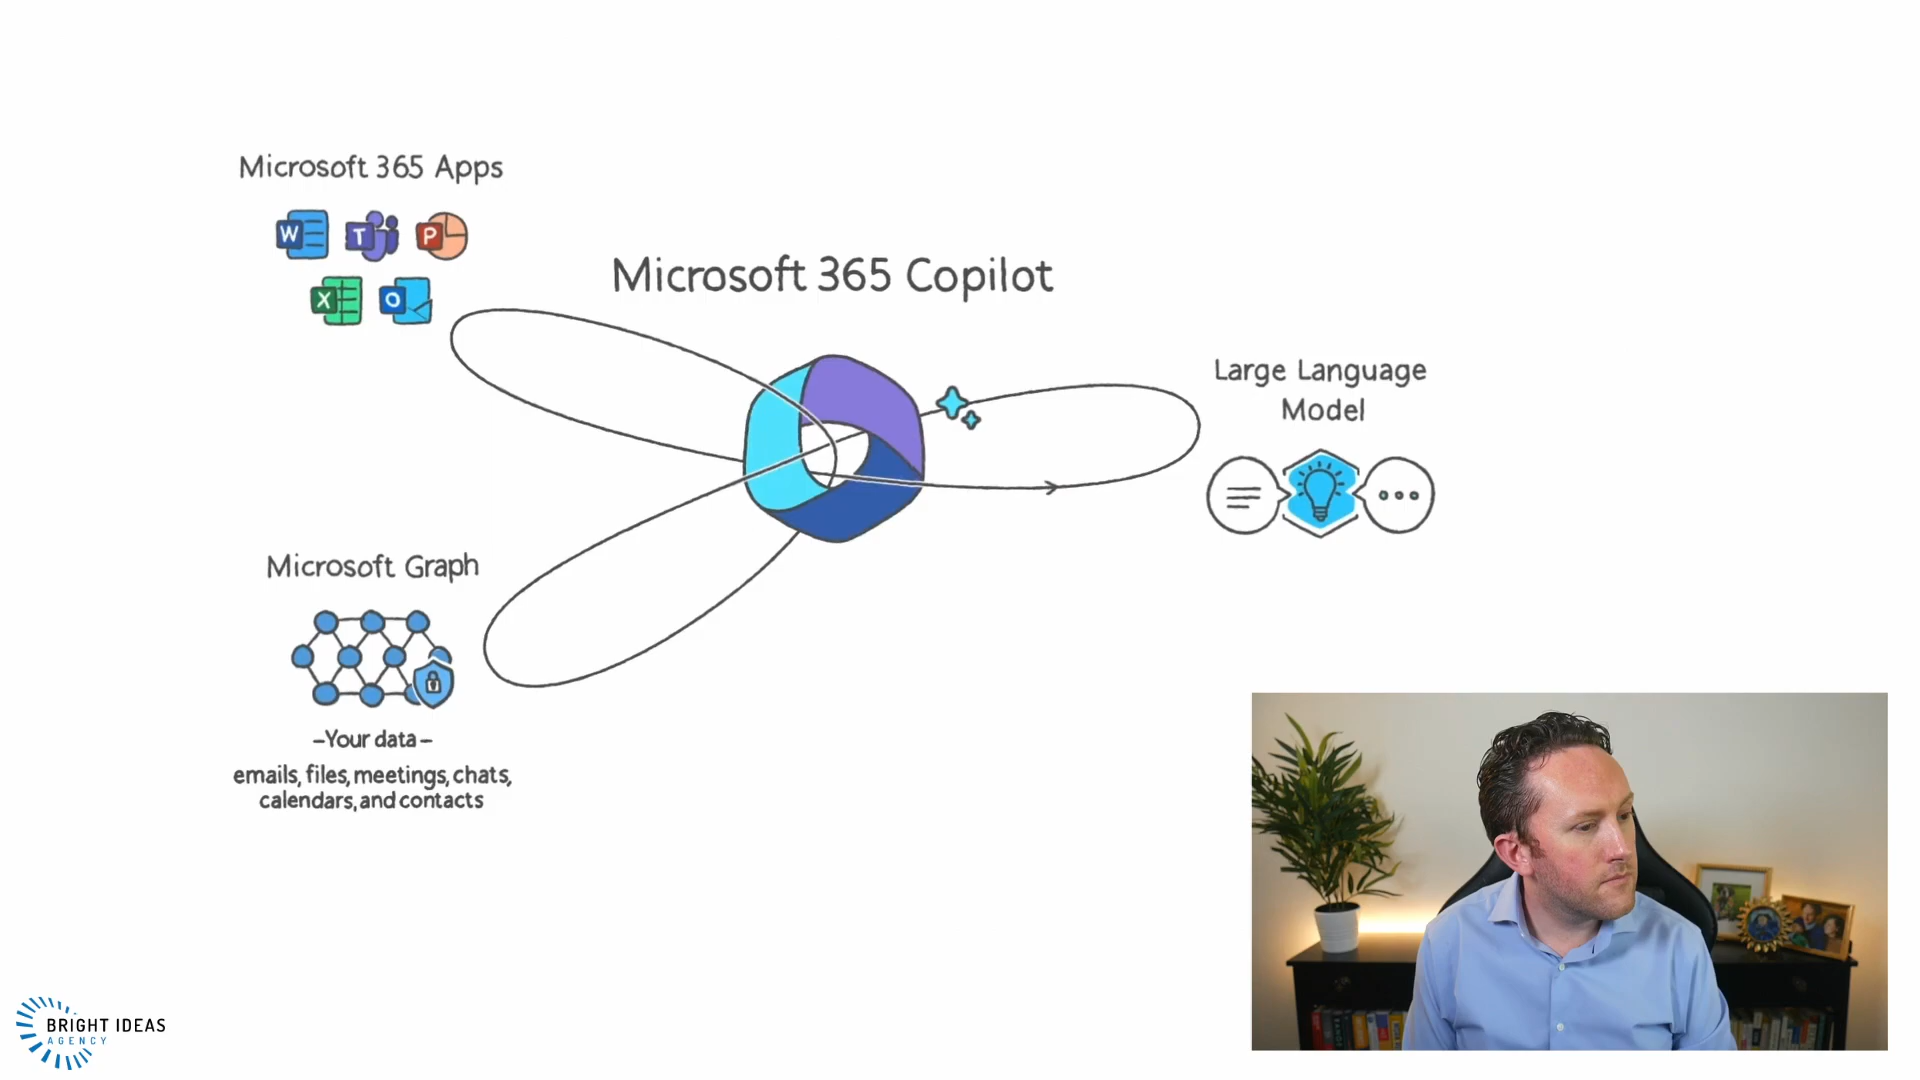 Microsoft 365 Apps
W
T
P
X
O
Microsoft 365 Copilot
Large Language
Model
Microsoft Graph
–Your data–
emails, files, meetings, chats,
calendars, and contacts
BRIGHT IDEAS
AGENCY